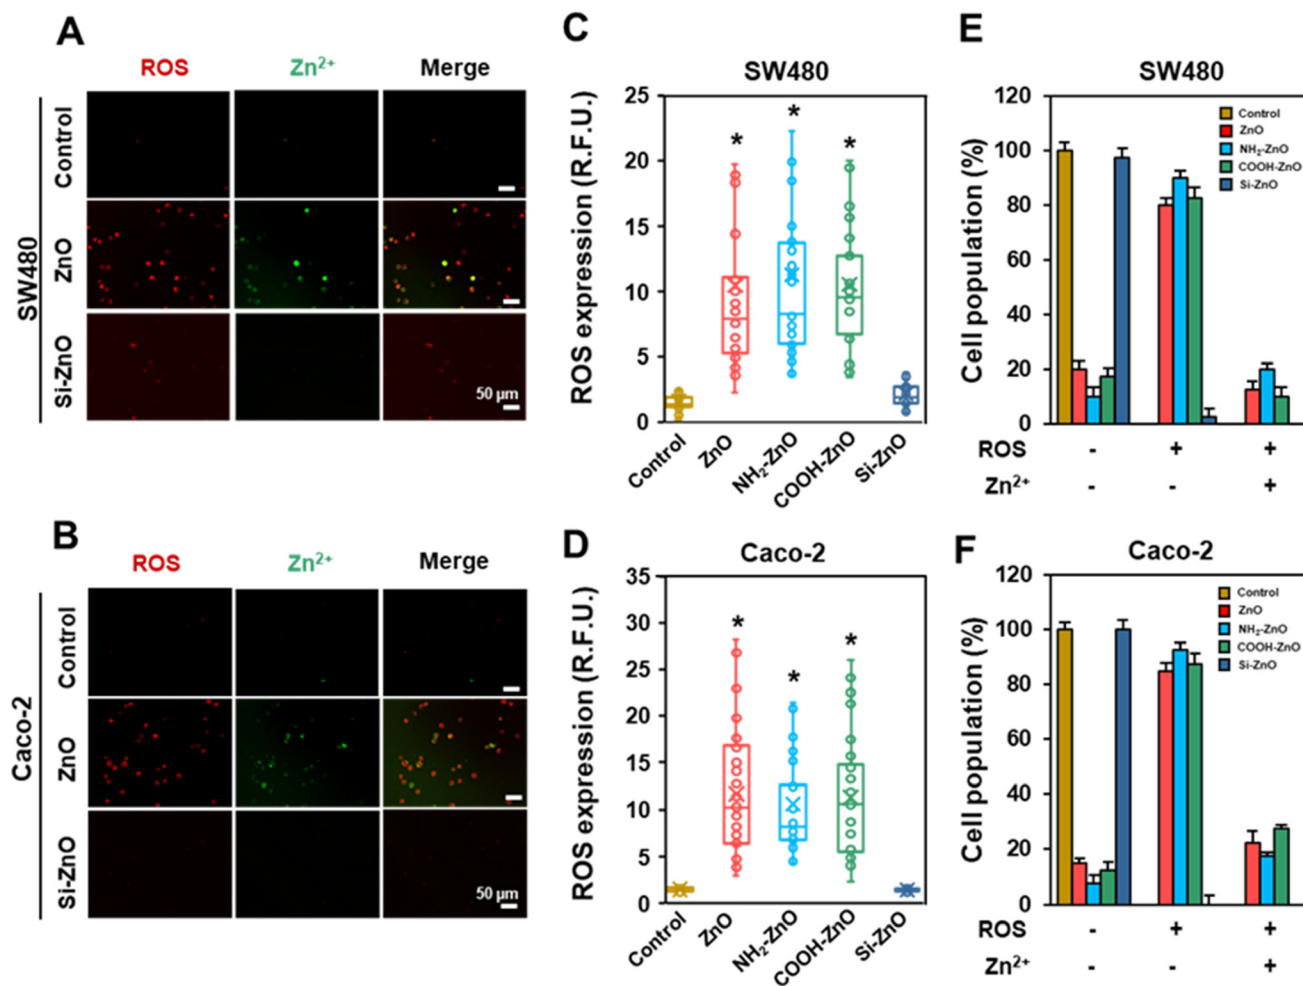 A
ROS Zn²⁺ Merge
SW480
Control
ZnO
Si-ZnO
50 µm
B
ROS Zn²⁺ Merge
Caco-2
Control
ZnO
Si-ZnO
50 µm
C
SW480
ROS expression (R.F.U.)
25
20
15
10
5
0
* * *
Control ZnO NH₂-ZnO COOH-ZnO Si-ZnO
D
Caco-2
ROS expression (R.F.U.)
35
30
25
20
15
10
5
0
* * *
Control ZnO NH₂-ZnO COOH-ZnO Si-ZnO
E
SW480
Cell population (%)
120
100
80
60
40
20
0
Control
ZnO
NH₂-ZnO
COOH-ZnO
Si-ZnO
ROS - + +
Zn²⁺ - - +
F
Caco-2
Cell population (%)
120
100
80
60
40
20
0
Control
ZnO
NH₂-ZnO
COOH-ZnO
Si-ZnO
ROS - + +
Zn²⁺ - - +